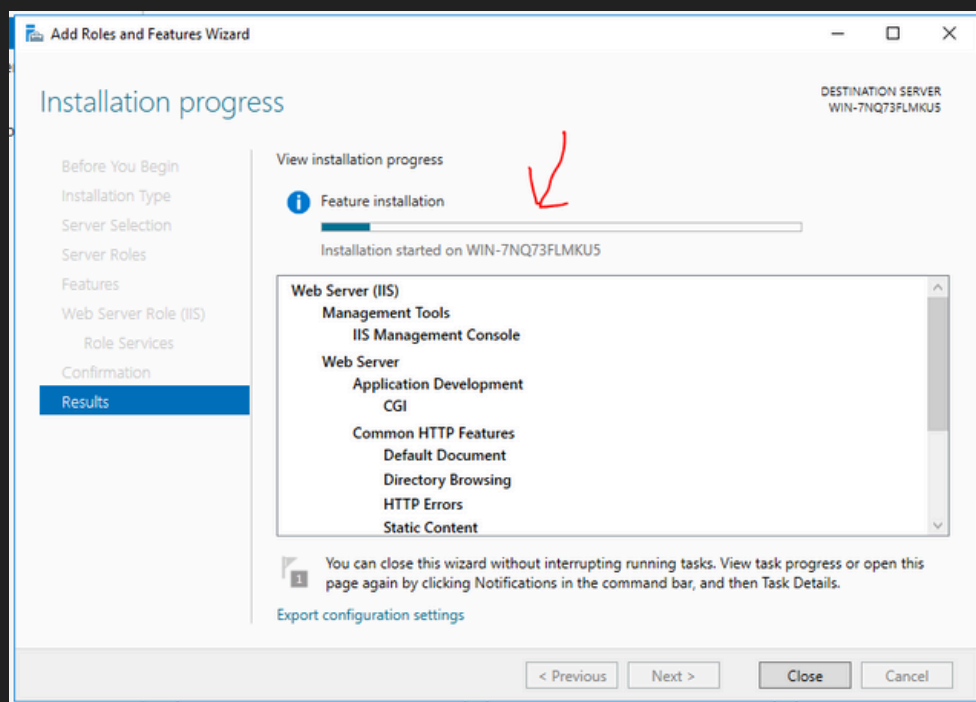 Add Roles and Features Wizard
Installation progress
DESTINATION SERVER
WIN-7NQ73FLMKU5
Before You Begin
Installation Type
Server Selection
Server Roles
Features
Web Server Role (IIS)
Role Services
Confirmation
Results
View installation progress
Feature installation
Installation started on WIN-7NQ73FLMKU5
Web Server (IIS)
Management Tools
IIS Management Console
Web Server
Application Development
CGI
Common HTTP Features
Default Document
Directory Browsing
HTTP Errors
Static Content
1
You can close this wizard without interrupting running tasks. View task progress or open this
page again by clicking Notifications in the command bar, and then Task Details.
Export configuration settings
< Previous
Next >
Close
Cancel